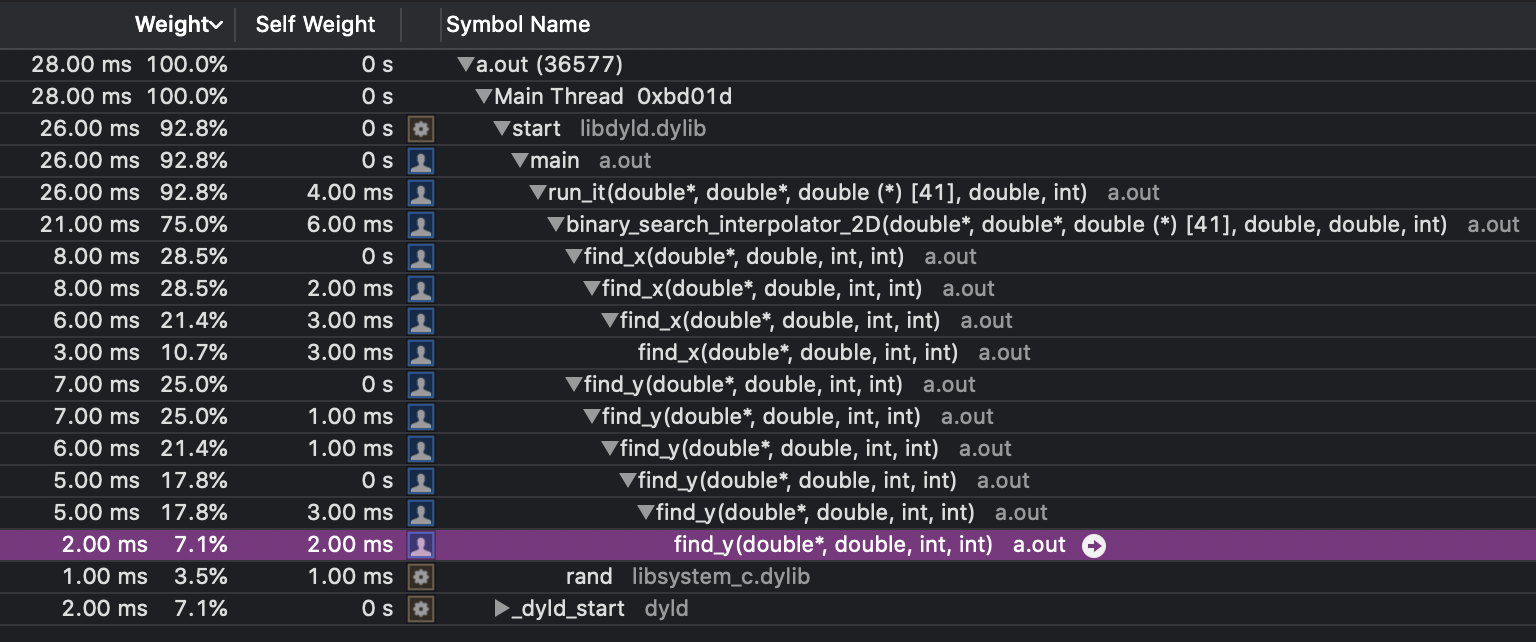 Weight Self Weight Symbol Name
28.00 ms 100.0% 0 s a.out (36577)
28.00 ms 100.0% 0 s Main Thread 0xbd01d
26.00 ms 92.8% 0 s start libdyld.dylib
26.00 ms 92.8% 0 s main a.out
26.00 ms 92.8% 4.00 ms run_it(double*, double*, double (*) [41], double, int) a.out
21.00 ms 75.0% 6.00 ms binary_search_interpolator_2D(double*, double*, double (*) [41], double, double, int) a.out
8.00 ms 28.5% 0 s find_x(double*, double, int, int) a.out
8.00 ms 28.5% 2.00 ms find_x(double*, double, int, int) a.out
6.00 ms 21.4% 3.00 ms find_x(double*, double, int, int) a.out
3.00 ms 10.7% 3.00 ms find_x(double*, double, int, int) a.out
7.00 ms 25.0% 0 s find_y(double*, double, int, int) a.out
7.00 ms 25.0% 1.00 ms find_y(double*, double, int, int) a.out
6.00 ms 21.4% 1.00 ms find_y(double*, double, int, int) a.out
5.00 ms 17.8% 0 s find_y(double*, double, int, int) a.out
5.00 ms 17.8% 3.00 ms find_y(double*, double, int, int) a.out
2.00 ms 7.1% 2.00 ms find_y(double*, double, int, int) a.out
1.00 ms 3.5% 1.00 ms rand libsystem_c.dylib
2.00 ms 7.1% 0 s _dyld_start dyld